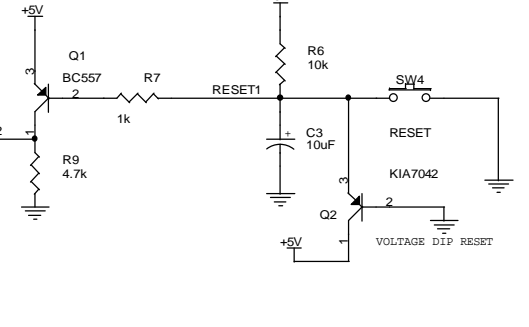 +5V
Q1
BC557
3
2
1
2
R7
1k
R9
4.7k
RESET1
R6
10k
+
C3
10uF
SW4
RESET
KIA7042
3
2
1
Q2
+5V
VOLTAGE DIP RESET